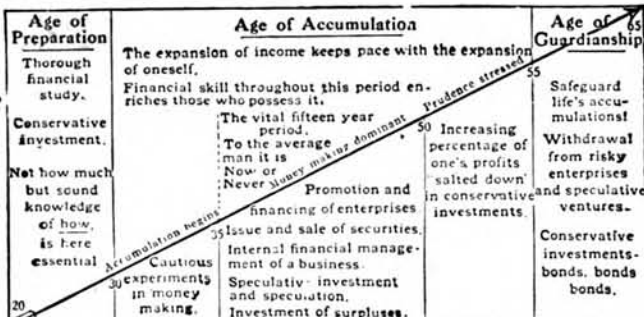 Age of
Preparation
Thorough
financial
study.
Conservative
investment.
Not how much
but sound
knowledge
of how,
is here
essential
20
Age of Accumulation
The expansion of income keeps pace with the expansion
of oneself.
Financial skill throughout this period en-
riches those who possess it.
The vital fifteen year
period.
To the average
man it is
Now or
Never
Accumulation begins
Money making dominant
Prudence stressed
30
35
50
55
65
Cautious
experiments
in money
making.
Promotion and
financing of enterprises
Issue and sale of securities.
Internal financial manage-
ment of a business.
Speculativ- investment
and speculation.
Investment of surpluses.
Increasing
percentage of
one's profits
'salted down'
in conservative
investments.
Age of
Guardianship
Safeguard
life's accu-
mulations!
Withdrawal
from risky
enterprises
and speculative
ventures.
Conservative
investments-
bonds, bonds
bonds.